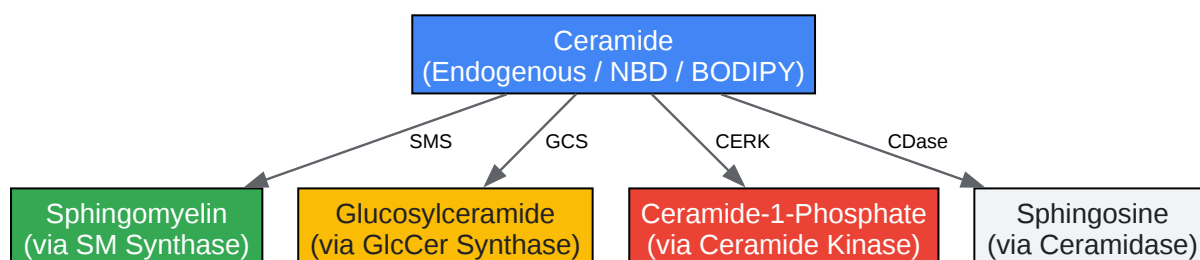 Ceramide
(Endogenous / NBD / BODIPY)
SMS
GCS
CERK
CDase
Sphingomyelin
(via SM Synthase)
Glucosylceramide
(via GlcCer Synthase)
Ceramide-1-Phosphate
(via Ceramide Kinase)
Sphingosine
(via Ceramidase)